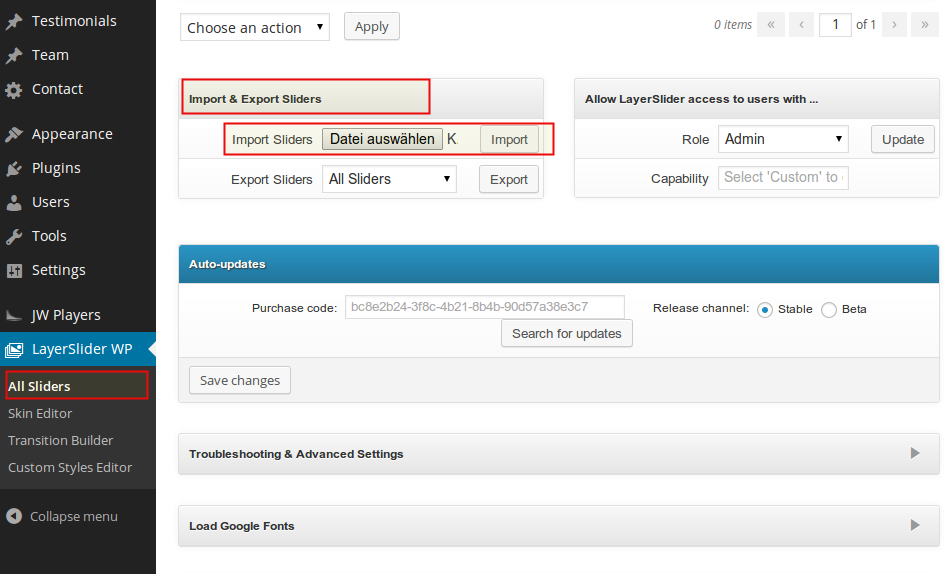 Testimonials
Team
Contact
Appearance
Plugins
Users
Tools
Settings
JW Players
LayerSlider WP
All Sliders
Skin Editor
Transition Builder
Custom Styles Editor
Collapse menu
Choose an action Apply 0 items « ‹ 1 of 1 › »
Import & Export Sliders
Import Sliders Datei auswählen K. Import
Export Sliders All Sliders Export
Allow LayerSlider access to users with ...
Role Admin Update
Capability Select 'Custom' to
Auto-updates
Purchase code: bc8e2b24-3f8c-4b21-8b4b-90d57a38e3c7 Release channel: Stable Beta
Search for updates
Save changes
Troubleshooting & Advanced Settings
Load Google Fonts